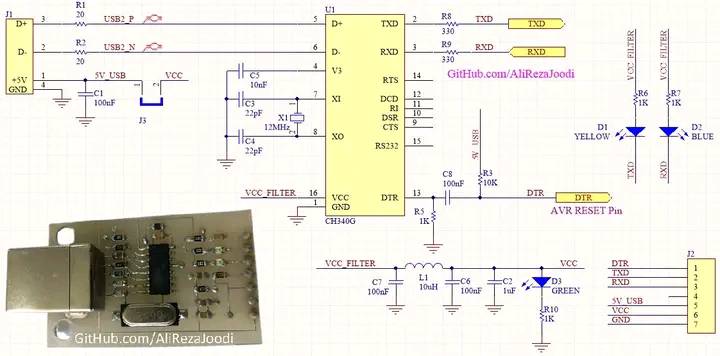 J1
D+ 3
R1
20
USB2_P
D- 2
R2
20
USB2_N
+5V 1
GND 4
5V_USB
C1
100nF
VCC
1
2
J3
U1
5 D+
6 D-
4 V3
7 XI
8 XO
16 VCC
1 GND
CH340G
TXD 2
RXD 3
RTS 14
DCD 12
RI 11
DSR 10
CTS 9
RS232 15
DTR 13
C5
10nF
C3
22pF
C4
22pF
X1
12MHz
1
2
VCC_FILTER
R8
330
TXD
TXD
R9
330
RXD
RXD
GitHub.com/AliRezaJoodi
5V_USB
R3
10K
C8
100nF
R5
1K
DTR
DTR
AVR RESET Pin
VCC_FILTER
R6
1K
D1
YELLOW
TXD
VCC_FILTER
R7
1K
D2
BLUE
RXD
VCC_FILTER
C7
100nF
L1
10uH
C6
100nF
C2
1uF
VCC
D3
GREEN
R10
1K
J2
DTR 1
TXD 2
RXD 3
4
5V_USB 5
VCC 6
GND 7
GitHub.com/AliRezaJoodi